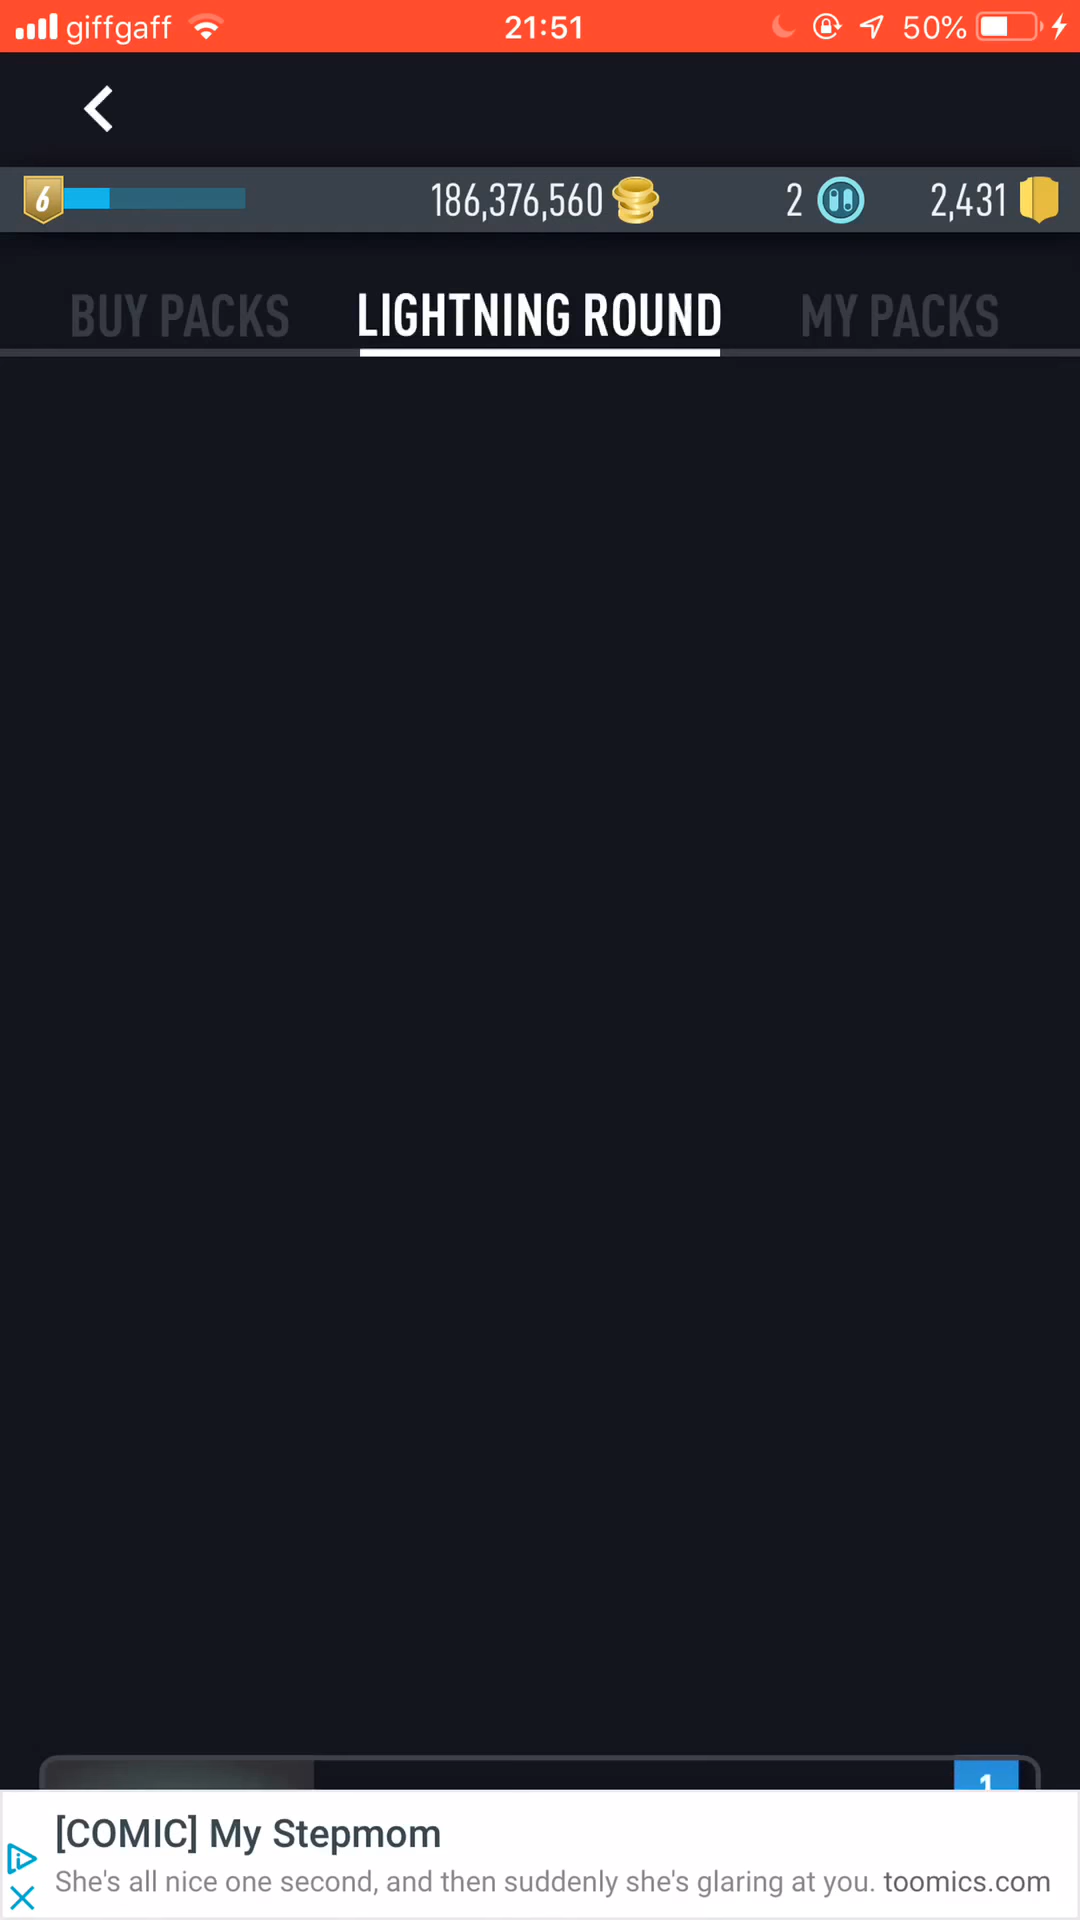 giffgaff 21:51 50%
6 186,376,560 2 2,431
BUY PACKS LIGHTNING ROUND MY PACKS
1
[COMIC] My Stepmom
She's all nice one second, and then suddenly she's glaring at you. toomics.com